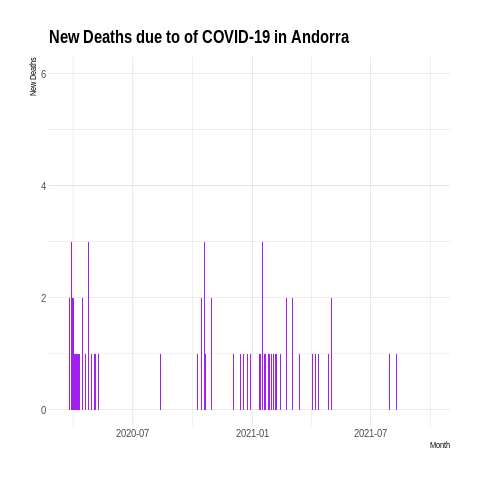 New Deaths due to of COVID-19 in Andorra
New Deaths
6
4
2
0
2020-07
2021-01
2021-07
Month